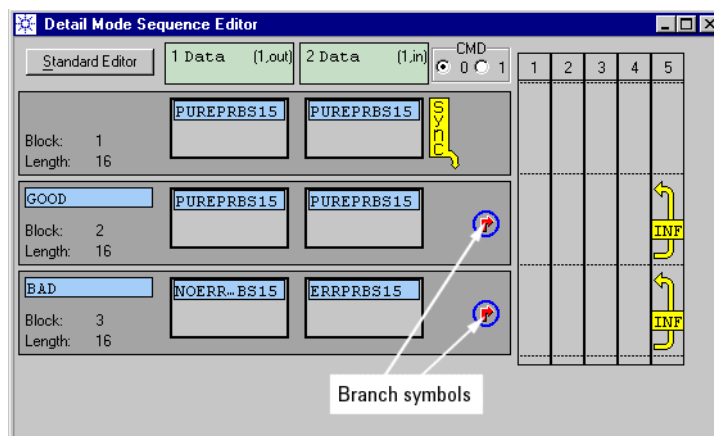 Detail Mode Sequence Editor
Standard Editor
1 Data (1,out)
2 Data (1,in)
CMD
0 1
1 2 3 4 5
PUREPRBS15
PUREPRBS15
Sync
Block: 1
Length: 16
GOOD
PUREPRBS15
PUREPRBS15
Block: 2
Length: 16
INF
BAD
NOERR…BS15
ERRPRBS15
Block: 3
Length: 16
INF
Branch symbols